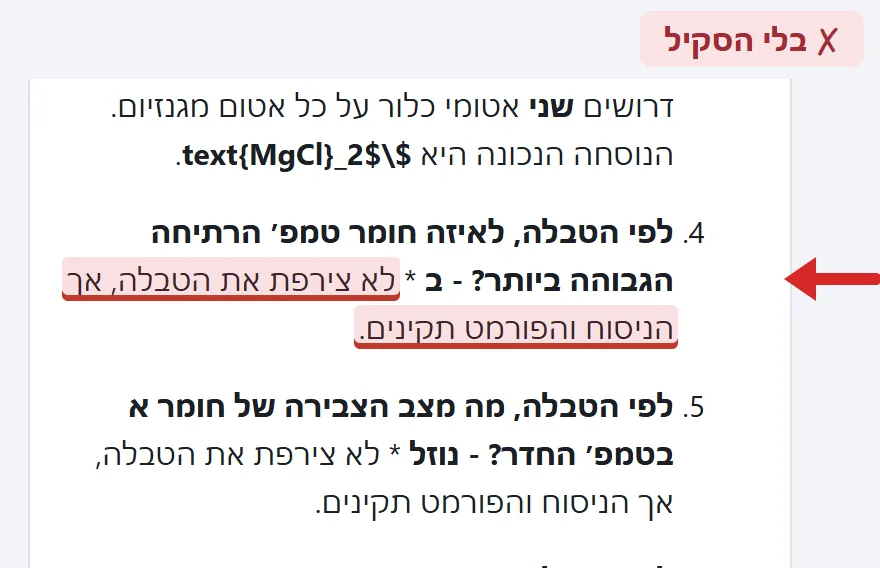 ✗ בלי הסקיל
דרושים שני אטומי כלור על כל אטום מגנזיום.
הנוסחה הנכונה היא $\$text{MgCl}_2.
4. לפי הטבלה, לאיזה חומר טמפ' הרתיחה
הגבוהה ביותר? - ב * לא צירפת את הטבלה, אך
הניסוח והפורמט תקינים.
5. לפי הטבלה, מה מצב הצבירה של חומר א
בטמפ' החדר? - נוזל * לא צירפת את הטבלה,
אך הניסוח והפורמט תקינים.